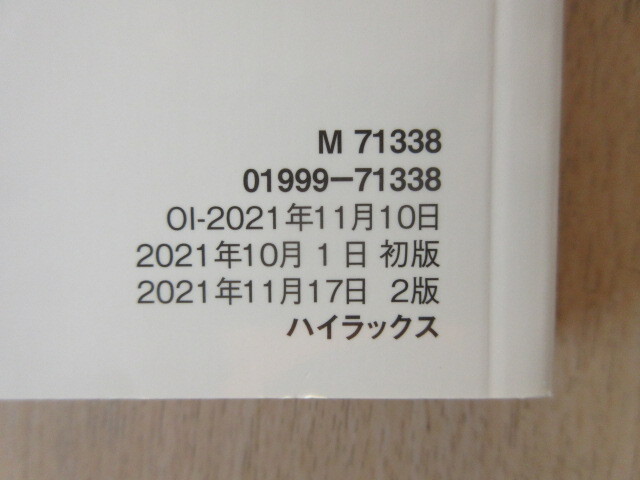 M 71338
01999-71338
OI-2021年11月10日
2021年10月 1 日 初版
2021年11月17日 2版
ハイラックス